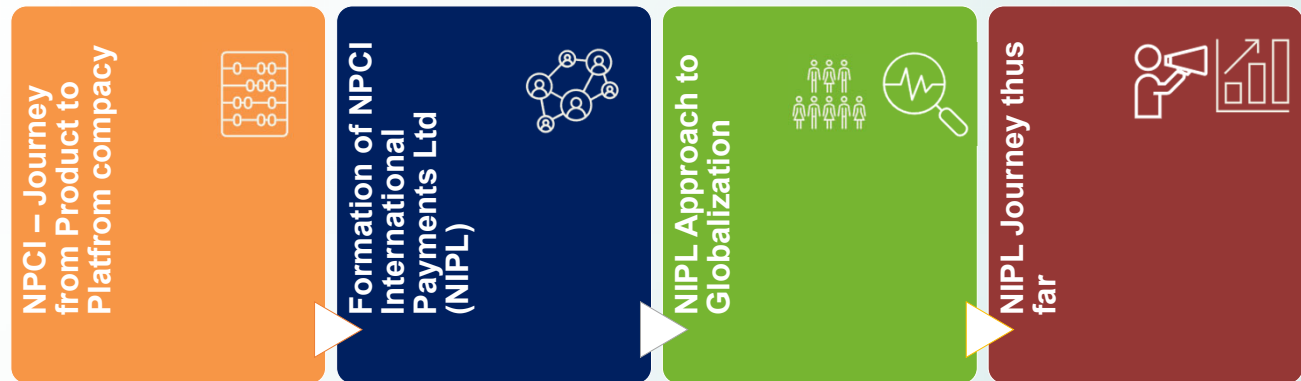 NPCI – Journey
from Product to
Platfrom compacy
Formation of NPCI
International
Payments Ltd
(NIPL)
NIPL Approach to
Globalization
NIPL Journey thus
far